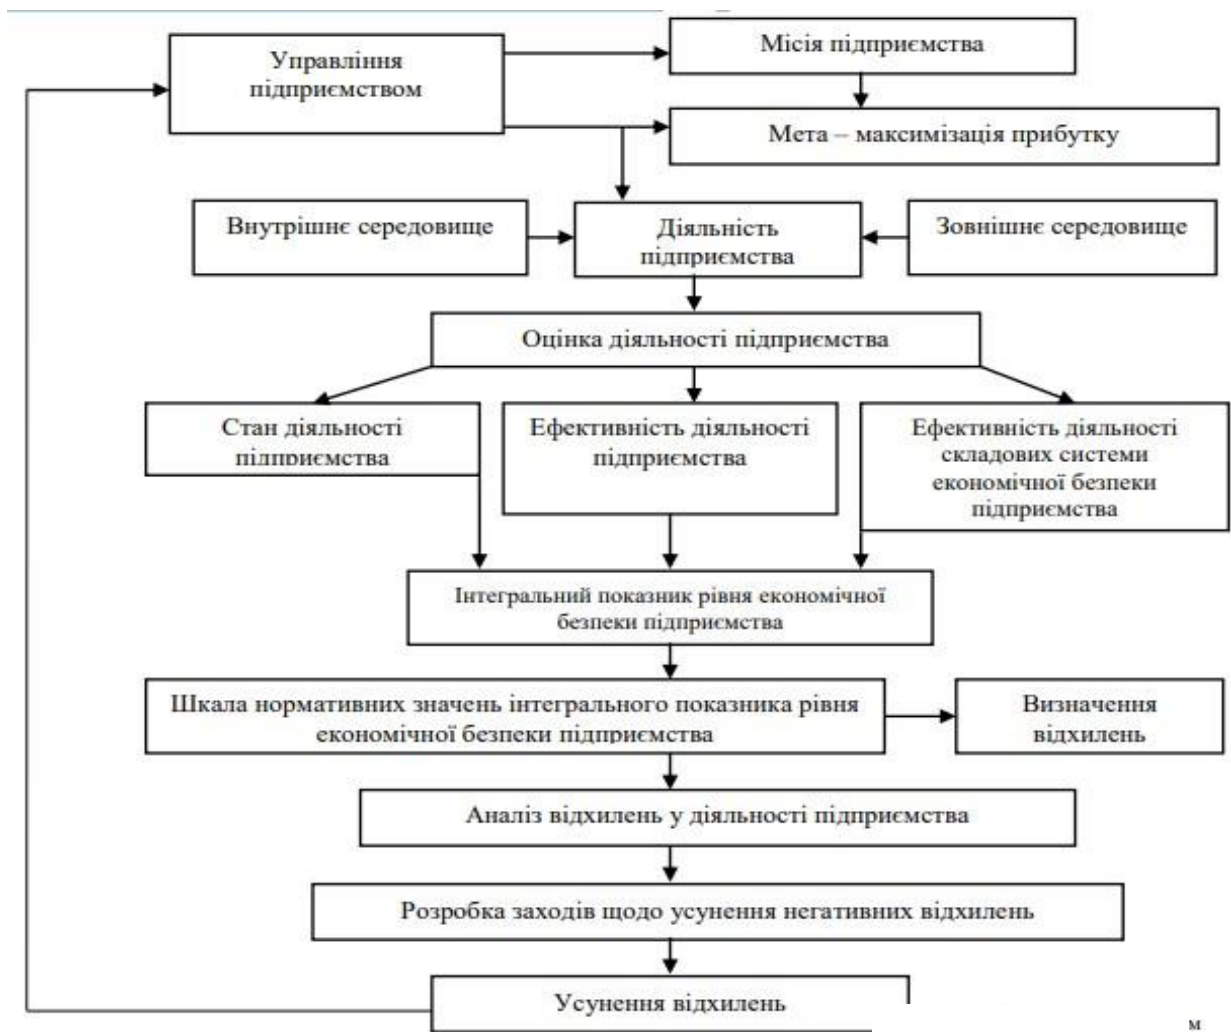 Управління
підприємством
Місія підприємства
Мета – максимізація прибутку
Внутрішнє середовище
Діяльність
підприємства
Зовнішнє середовище
Оцінка діяльності підприємства
Стан діяльності
підприємства
Ефективність діяльності
підприємства
Ефективність діяльності
складових системи
економічної безпеки
підприємства
Інтегральний показник рівня економічної
безпеки підприємства
Шкала нормативних значень інтегрального показника рівня
економічної безпеки підприємства
Визначення
відхилень
Аналіз відхилень у діяльності підприємства
Розробка заходів щодо усунення негативних відхилень
Усунення відхилень
м